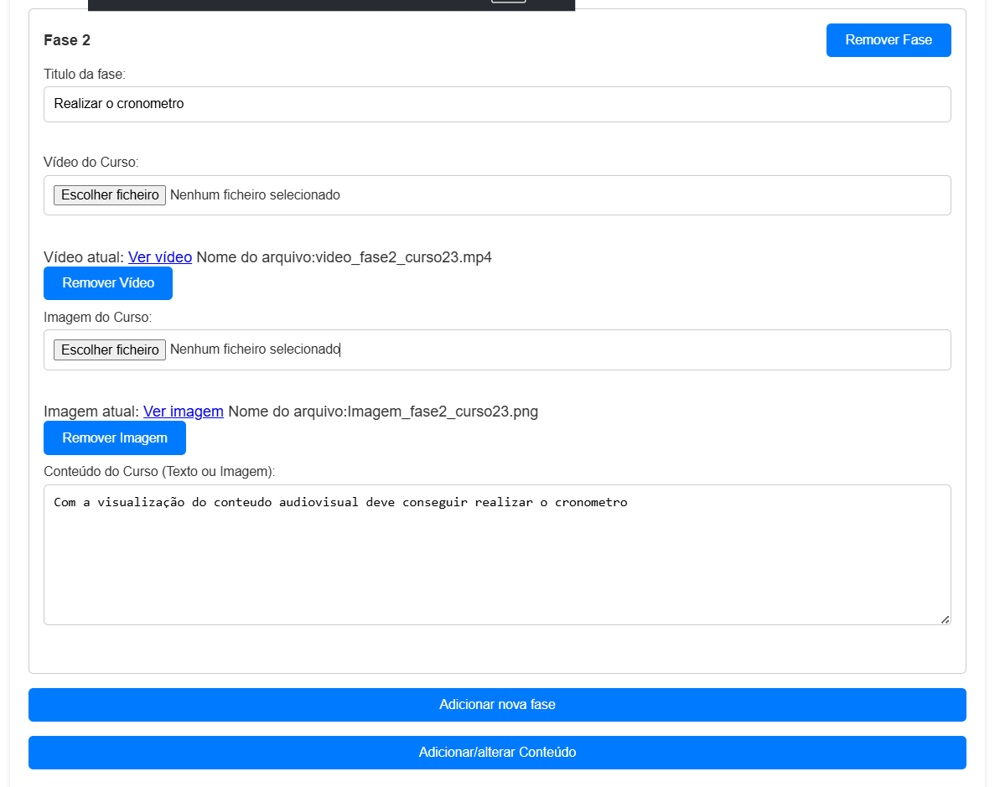 Fase 2
Remover Fase
Titulo da fase:
Realizar o cronometro
Vídeo do Curso:
Escolher ficheiro Nenhum ficheiro selecionado
Vídeo atual: Ver vídeo Nome do arquivo:video_fase2_curso23.mp4
Remover Vídeo
Imagem do Curso:
Escolher ficheiro Nenhum ficheiro selecionado
Imagem atual: Ver imagem Nome do arquivo:Imagem_fase2_curso23.png
Remover Imagem
Conteúdo do Curso (Texto ou Imagem):
Com a visualização do conteudo audiovisual deve conseguir realizar o cronometro
Adicionar nova fase
Adicionar/alterar Conteúdo